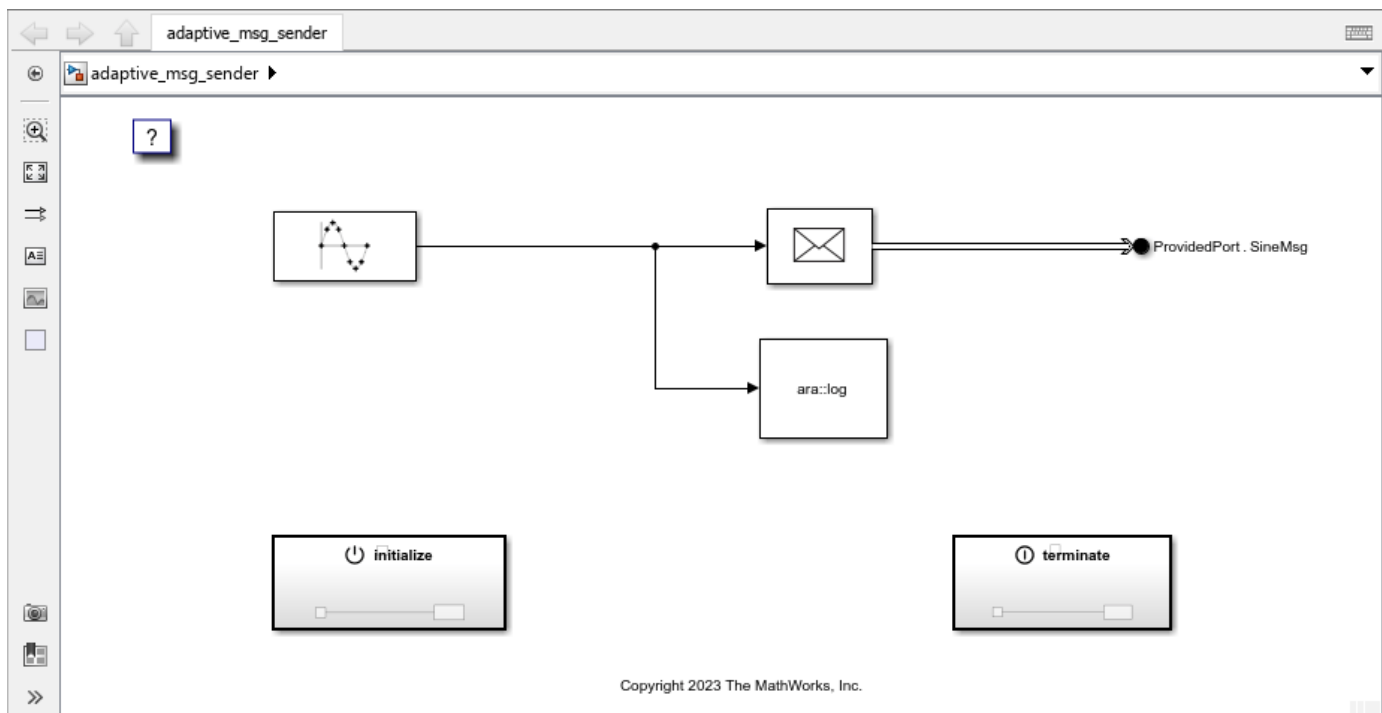 adaptive_msg_sender
adaptive_msg_sender
?
ProvidedPort . SineMsg
ara::log
initialize
terminate
Copyright 2023 The MathWorks, Inc.